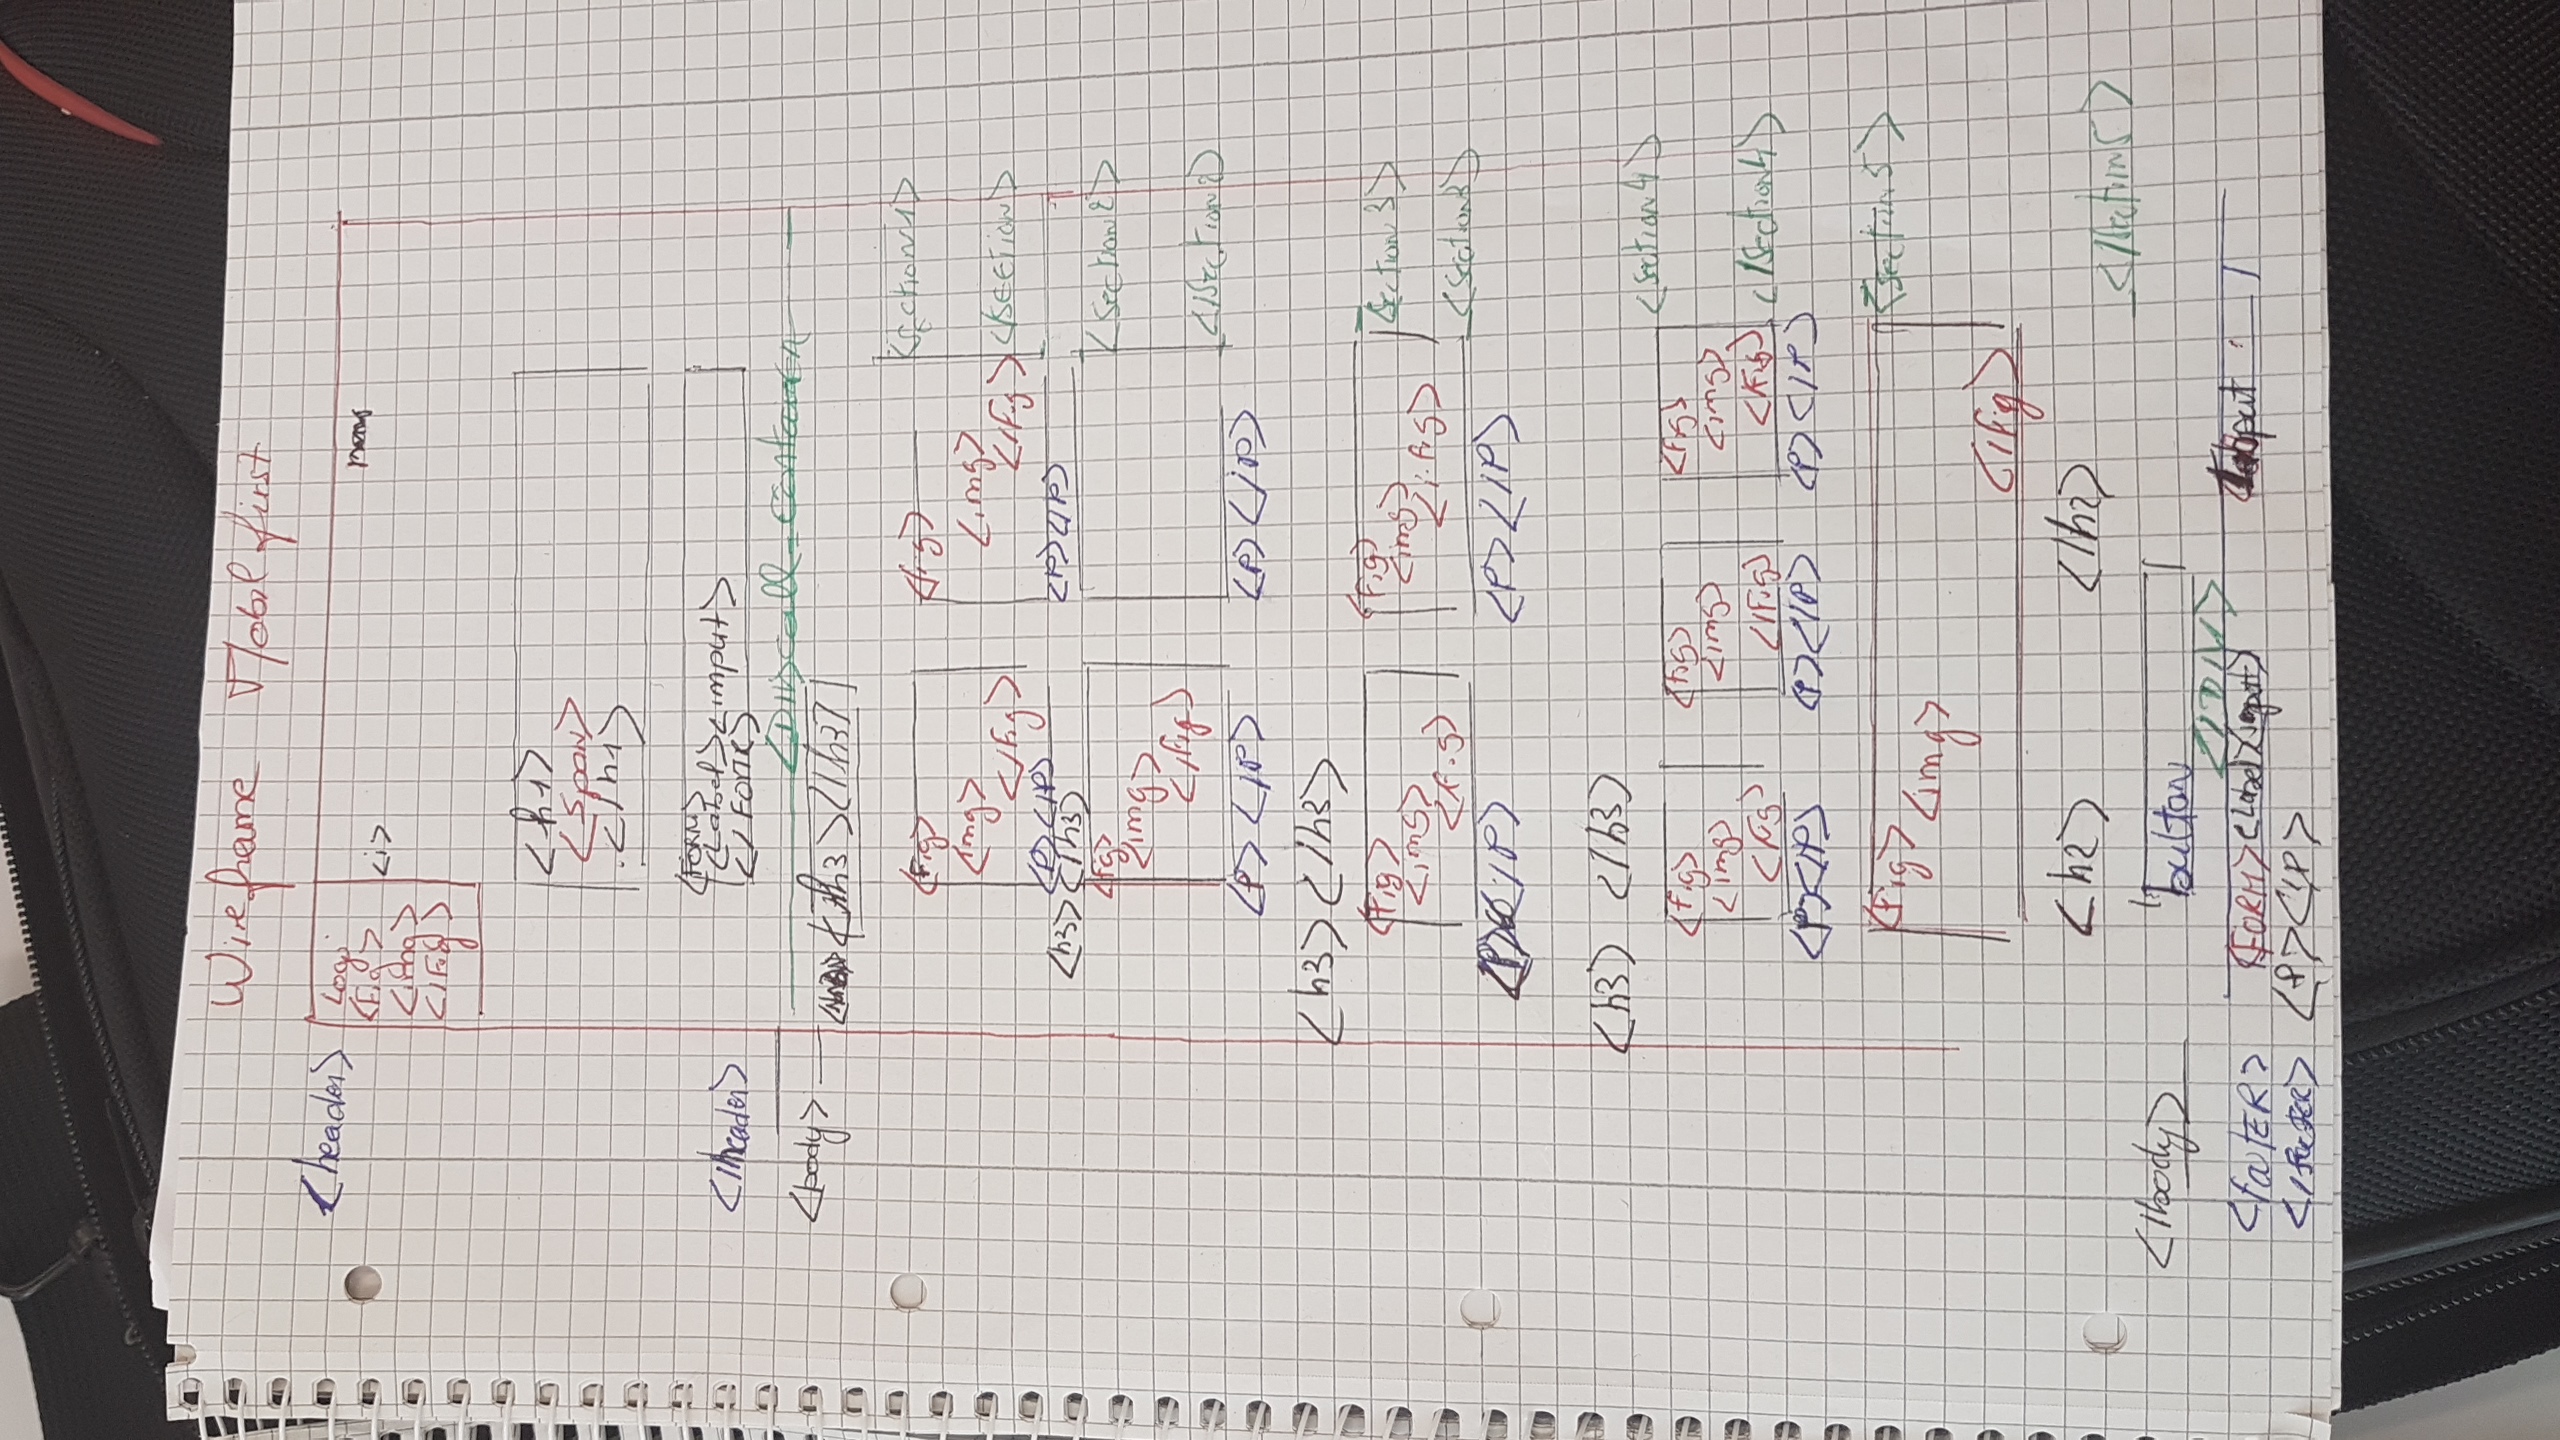 Wireframe Mobil first
<header>
Logo
<Fig>
<img>
</Fig>
<i>
menu
<h1>
<span>
</h1>
<FORM>
<Label><input>
</FORM>
</header>
<DIV call-container
<body>
<h3></h3>
<Fig> <fig> <section1>
<img> <img>
</Fig> </Fig> </SECTion>
<P></P> <P></P>
<h3></h3>
<fg> <section2>
<img>
</fig> </section2>
<P></P> <P></P>
<h3></h3>
<Fig> <Fig> <section3>
<img> <img>
<fig> </fig> <section3>
<P></P> <P></P>
<h3> </h3>
<section4>
<fig> <fig> <fig>
<img> <img> <img>
</fig> </Fig> </Fig> </section4>
<P></P> <P></P> <P></P>
<fig> <img> <section5>
</fig>
<h2> </h2>
</section5>
</body>
button
</DIV>
<footER> <FORM><Label><input> input
</footER> <P></P>